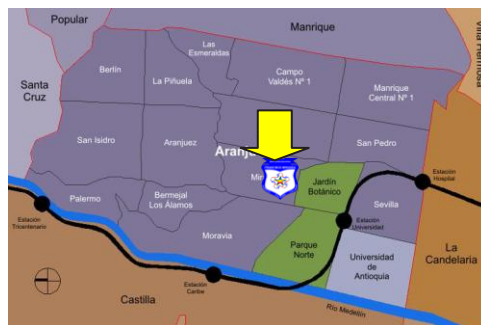 Popular
Manrique
Villa Hermosa
Las
Esmeraldas
Santa
Cruz
Berlín
La Piñuela
Campo
Valdés Nº 1
Manrique
Central Nº 1
San Isidro
Aranjuez
San Pedro
Estación
Hospital
Jardín
Botánico
Palermo
Bermejal
Los Álamos
Sevilla
Estación
Tricentenario
Estación
Universidad
Moravia
Parque
Norte
La
Candelaria
Universidad
de
Antioquia
Estación
Caribe
Castilla
Río Medellín